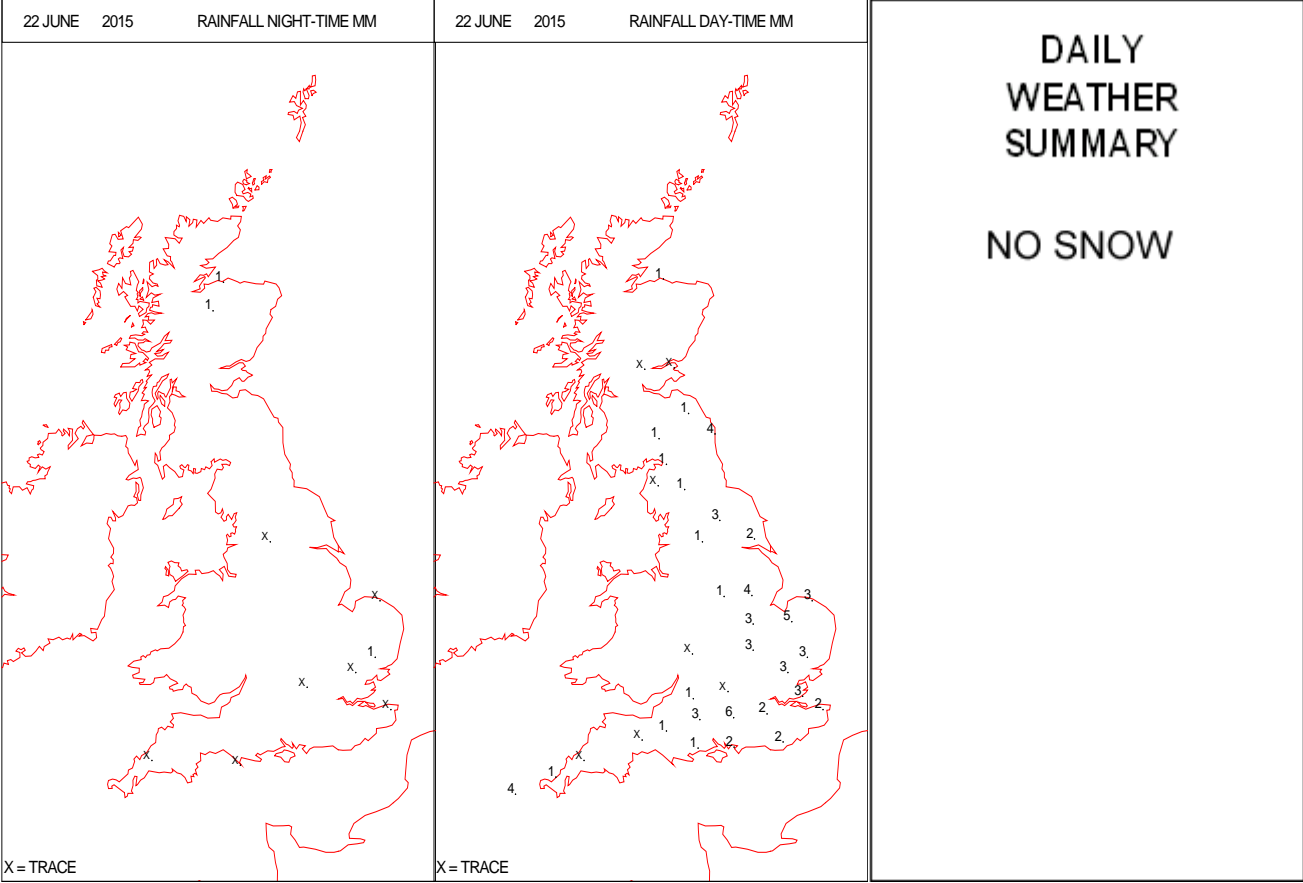 22 JUNE 2015 RAINFALL NIGHT-TIME MM
1.
1.
X.
X.
1.
X.
X.
X.
X.
X.
X = TRACE
22 JUNE 2015 RAINFALL DAY-TIME MM
1.
X. X.
1.
4.
1.
1.
X. 1.
3.
2.
1.
1. 4. 3.
5.
3.
3.
X. 3.
3.
X.
1. 3.
2.
3. 6. 2.
1.
X. 2.
1. 2.
X.
1.
4.
X = TRACE
DAILY
WEATHER
SUMMARY
NO SNOW